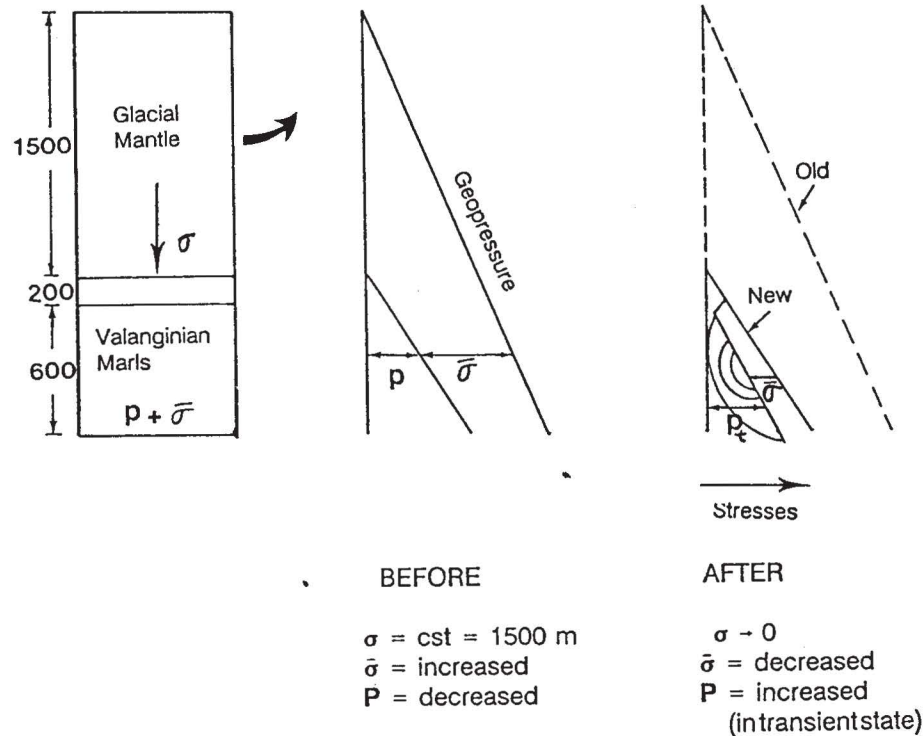 1500
Glacial
Mantle
σ
200
Valanginian
Marls
600
p + σ̄
Geopressure
p
σ̄
Old
New
σ̄
P_t
Stresses
BEFORE
σ = cst = 1500 m
σ̄ = increased
P = decreased
AFTER
σ → 0
σ̄ = decreased
P = increased
(in transient state)